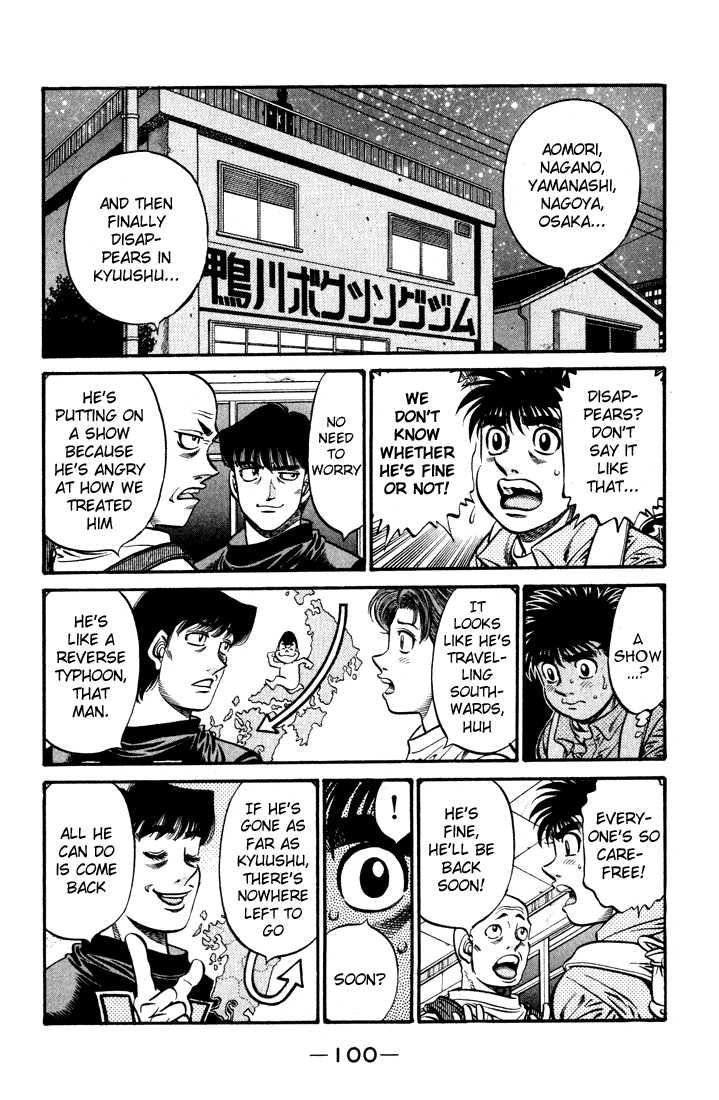 AOMORI,
NAGANO,
YAMANASHI,
NAGOYA,
OSAKA...
AND THEN
FINALLY
DISAP-
PEARS IN
KYUUSHU...
鴨川ボクシングジム
DISAP-
PEARS?
DON'T
SAY IT
LIKE
THAT...
WE
DON'T
KNOW
WHETHER
HE'S FINE
OR NOT!
NO
NEED
TO
WORRY
HE'S
PUTTING ON
A SHOW
BECAUSE
HE'S ANGRY
AT HOW WE
TREATED
HIM
A
SHOW
...?
IT
LOOKS
LIKE HE'S
TRAVEL-
LING
SOUTH-
WARDS,
HUH
HE'S
LIKE A
REVERSE
TYPHOON,
THAT
MAN.
EVERY-
ONE'S SO
CARE-
FREE!
HE'S
FINE,
HE'LL BE
BACK
SOON!
!
SOON?
IF HE'S
GONE AS
FAR AS
KYUUSHU,
THERE'S
NOWHERE
LEFT TO
GO
ALL HE
CAN DO
IS COME
BACK
—100—